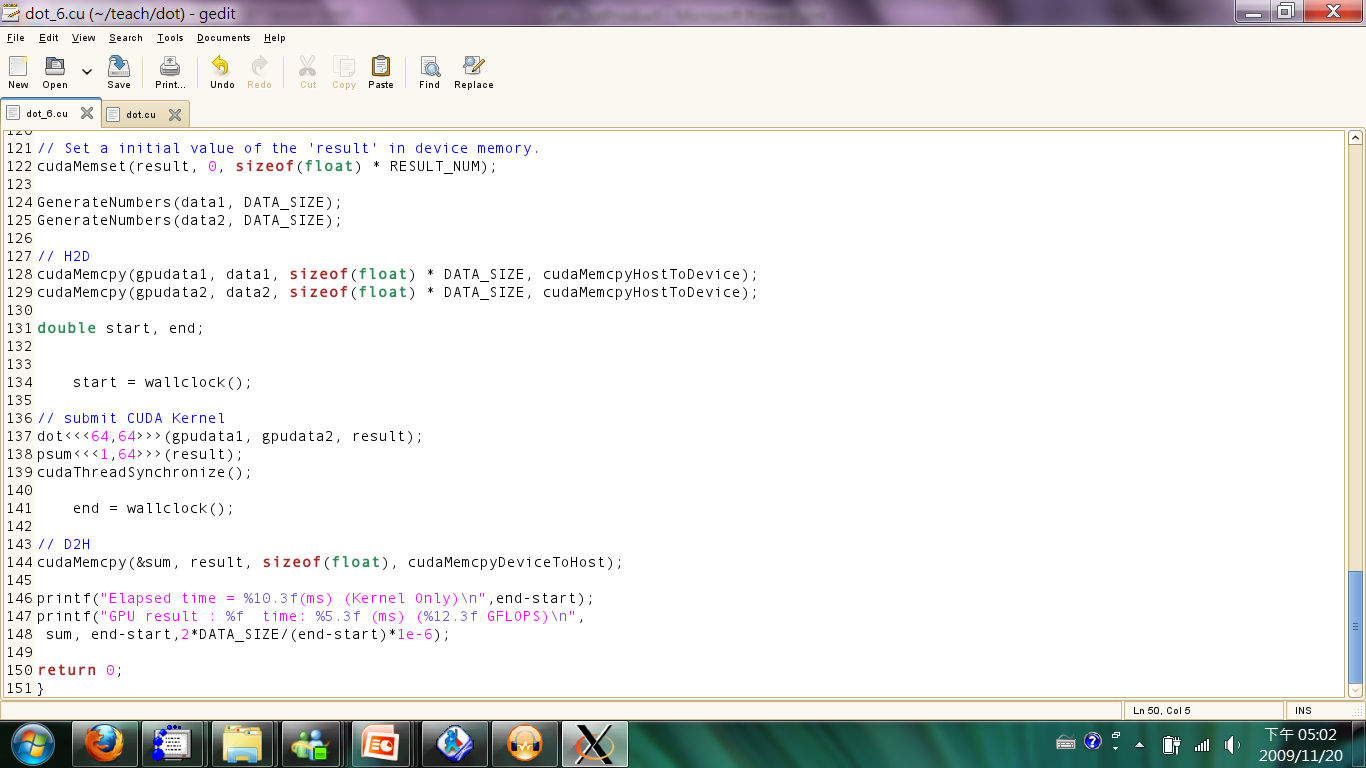 dot_6.cu (~/teach/dot) - gedit
File Edit View Search Tools Documents Help
New Open Save Print... Undo Redo Cut Copy Paste Find Replace
dot_6.cu dot.cu
120
121 // Set a initial value of the 'result' in device memory.
122 cudaMemset(result, 0, sizeof(float) * RESULT_NUM);
123
124 GenerateNumbers(data1, DATA_SIZE);
125 GenerateNumbers(data2, DATA_SIZE);
126
127 // H2D
128 cudaMemcpy(gpudata1, data1, sizeof(float) * DATA_SIZE, cudaMemcpyHostToDevice);
129 cudaMemcpy(gpudata2, data2, sizeof(float) * DATA_SIZE, cudaMemcpyHostToDevice);
130
131 double start, end;
132
133
134     start = wallclock();
135
136 // submit CUDA Kernel
137 dot<<<64,64>>>(gpudata1, gpudata2, result);
138 psum<<<1,64>>>(result);
139 cudaThreadSynchronize();
140
141     end = wallclock();
142
143 // D2H
144 cudaMemcpy(&sum, result, sizeof(float), cudaMemcpyDeviceToHost);
145
146 printf("Elapsed time = %10.3f(ms) (Kernel Only)\n",end-start);
147 printf("GPU result : %f  time: %5.3f (ms) (%12.3f GFLOPS)\n",
148  sum, end-start,2*DATA_SIZE/(end-start)*1e-6);
149
150 return 0;
151 }
Ln 50, Col 5 INS
下午 05:02
2009/11/20